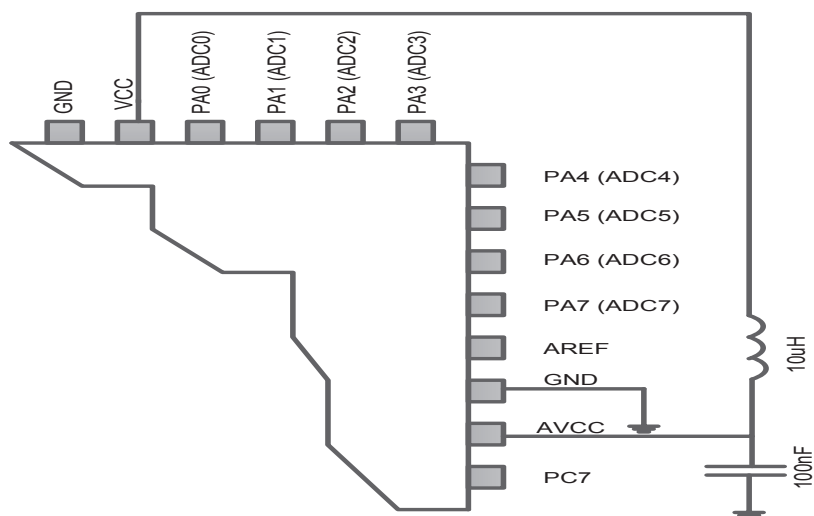 GND
VCC
PA0 (ADC0)
PA1 (ADC1)
PA2 (ADC2)
PA3 (ADC3)
PA4 (ADC4)
PA5 (ADC5)
PA6 (ADC6)
PA7 (ADC7)
AREF
GND
AVCC
PC7
10uH
100nF